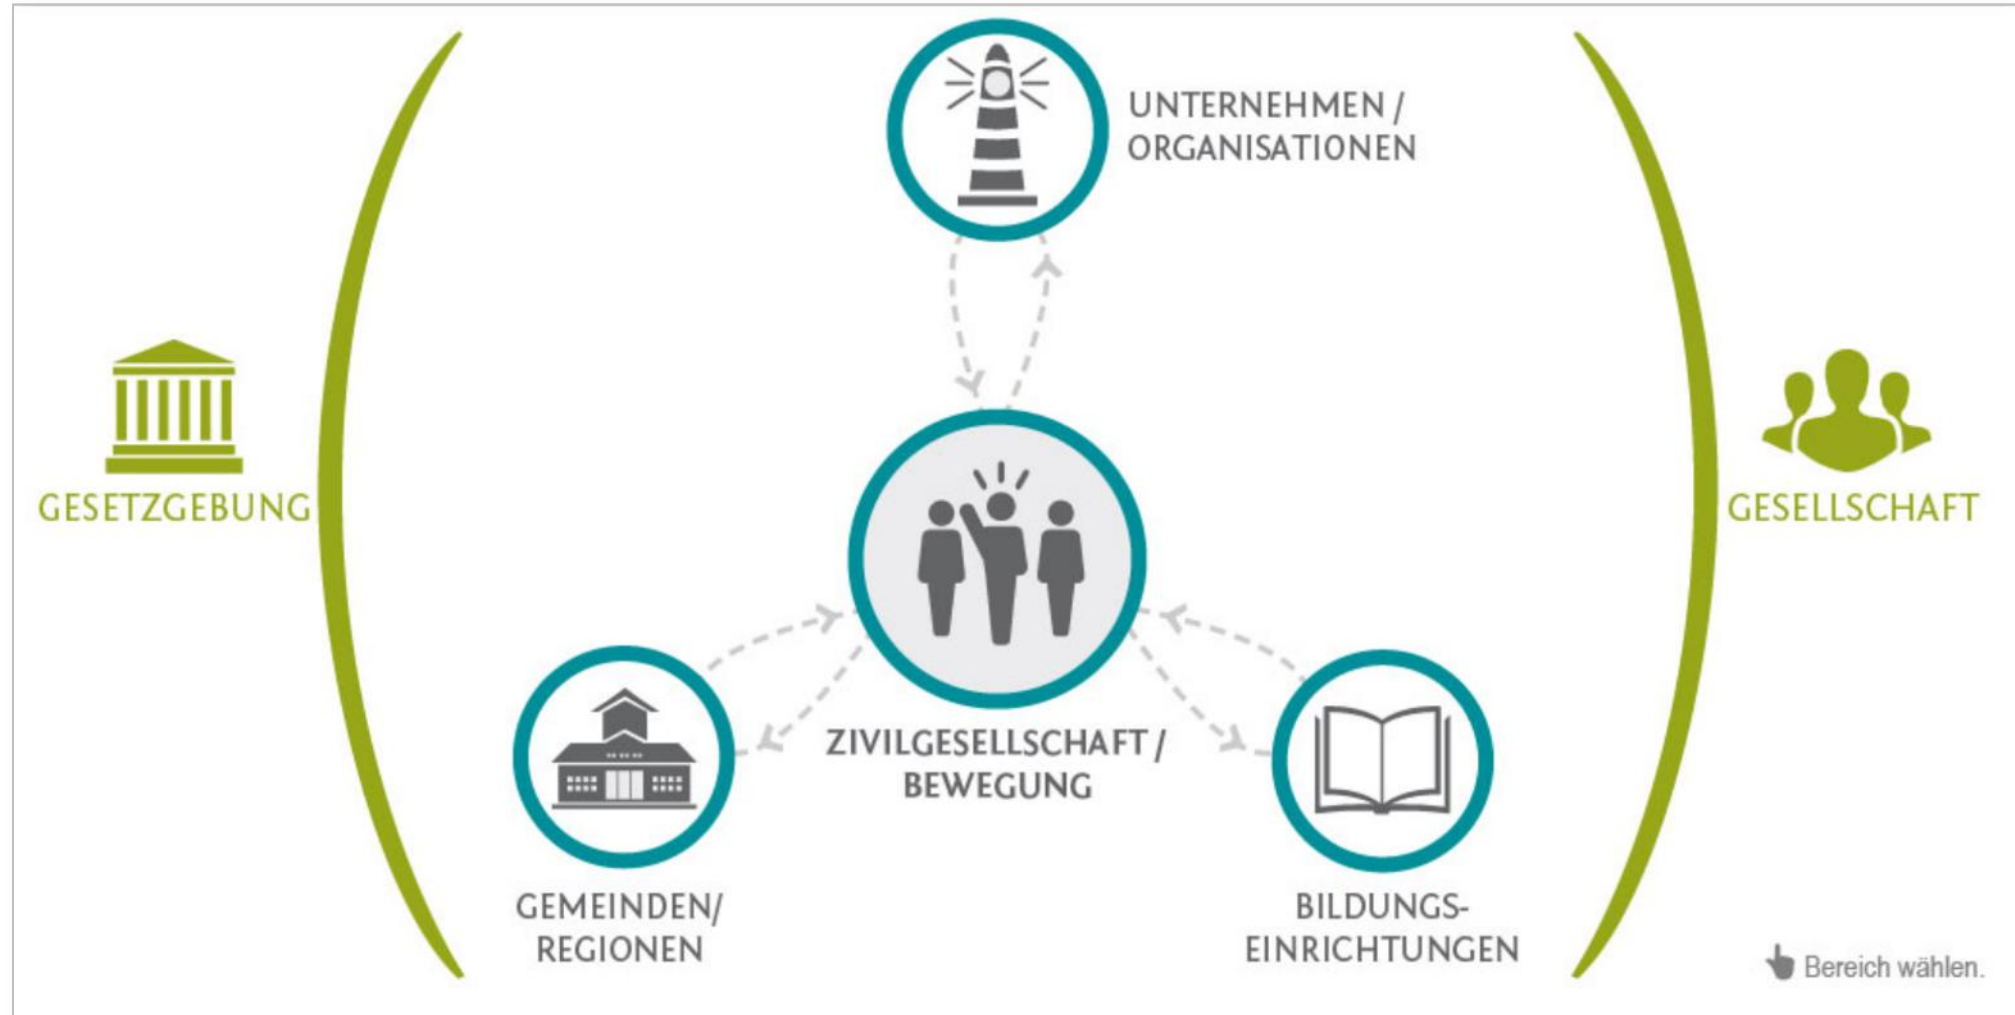 UNTERNEHMEN /
ORGANISATIONEN
GESETZGEBUNG
GESELLSCHAFT
ZIVILGESELLSCHAFT /
BEWEGUNG
GEMEINDEN/
REGIONEN
BILDUNGS-
EINRICHTUNGEN
Bereich wählen.